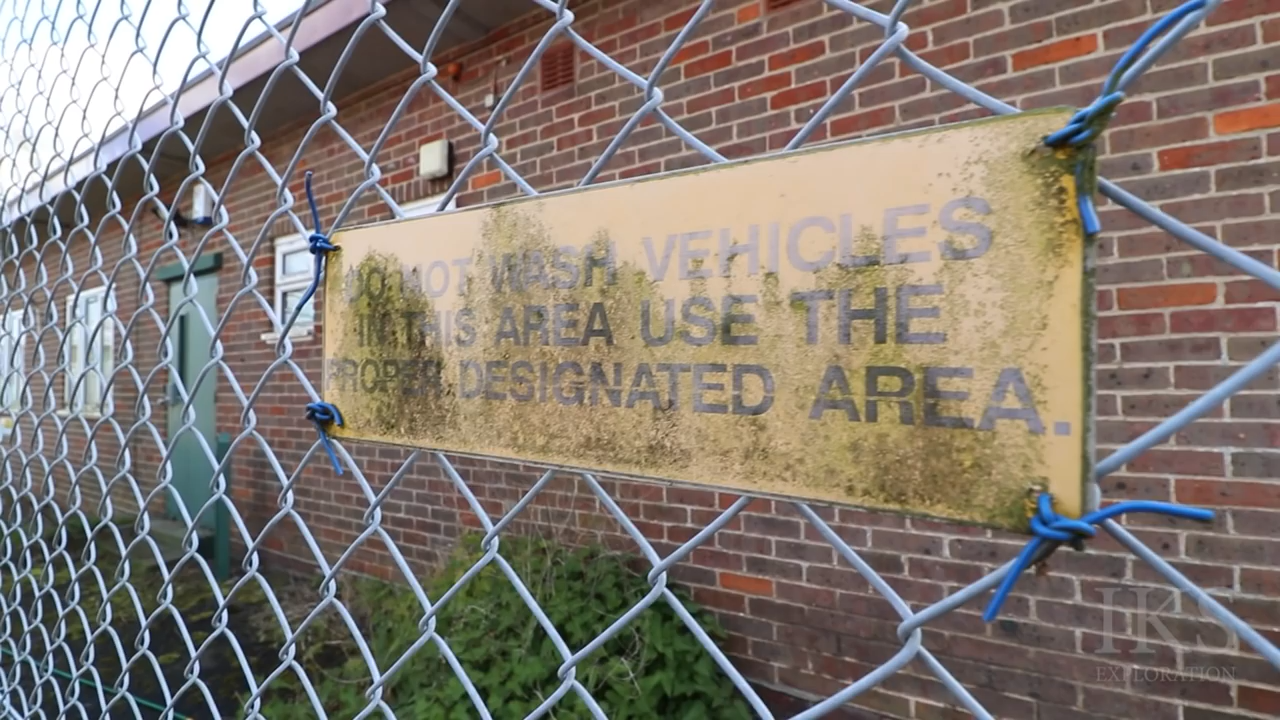 DO NOT WASH VEHICLES
IN THIS AREA USE THE
PROPER DESIGNATED AREA.
IKS
EXPLORATION